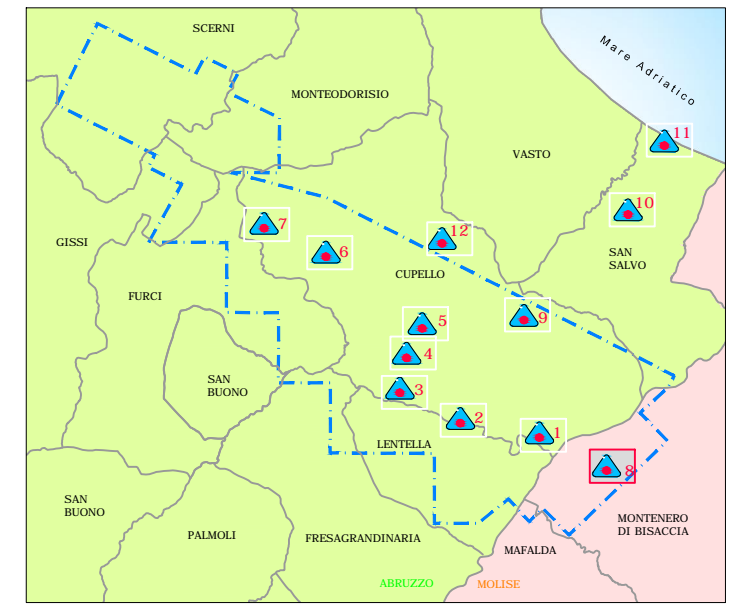 SCERNI
Mare Adriatico
MONTEODORISIO
11
VASTO
10
7
12
GISSI
6
SAN
SALVO
CUPELLO
FURCI
5
9
4
SAN
BUONO
3
2
1
LENTELLA
8
SAN
BUONO
MONTENERO
DI BISACCIA
PALMOLI
FRESAGRANDINARIA
MAFALDA
ABRUZZO
MOLISE